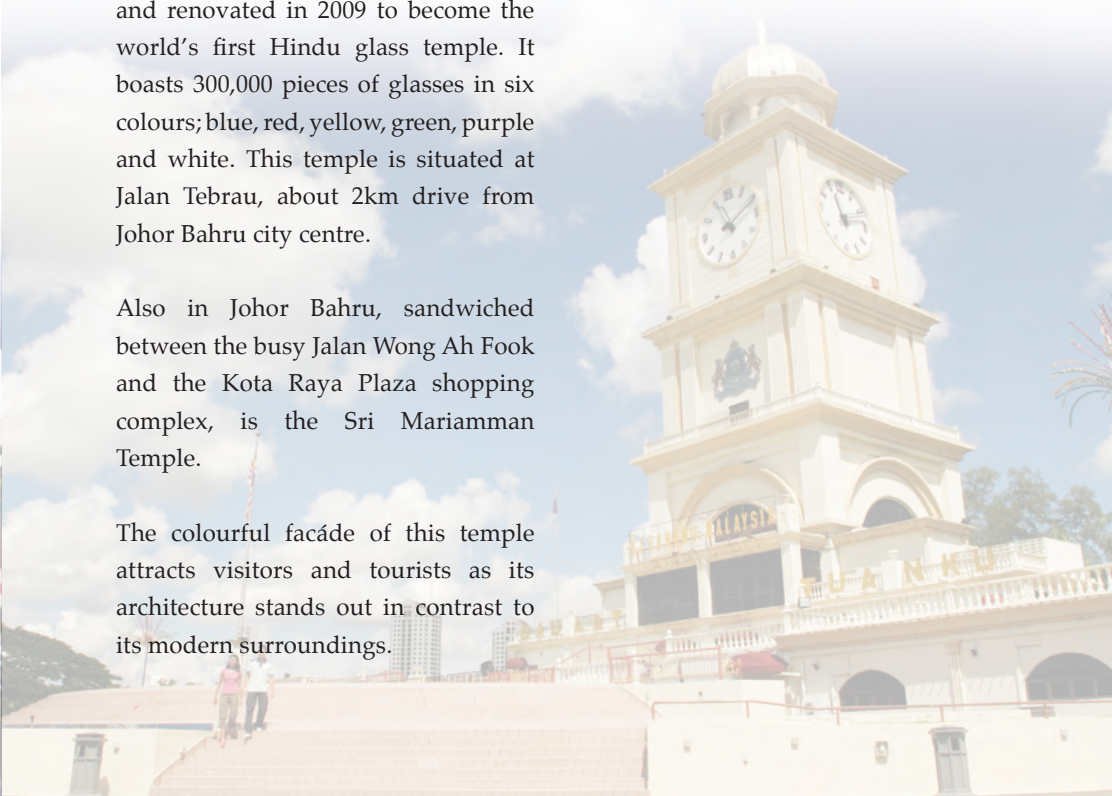 and renovated in 2009 to become the
world's first Hindu glass temple. It
boasts 300,000 pieces of glasses in six
colours; blue, red, yellow, green, purple
and white. This temple is situated at
Jalan Tebrau, about 2km drive from
Johor Bahru city centre.
Also in Johor Bahru, sandwiched
between the busy Jalan Wong Ah Fook
and the Kota Raya Plaza shopping
complex, is the Sri Mariamman
Temple.
The colourful facáde of this temple
attracts visitors and tourists as its
architecture stands out in contrast to
its modern surroundings.
MALAYSIA
TUANKU